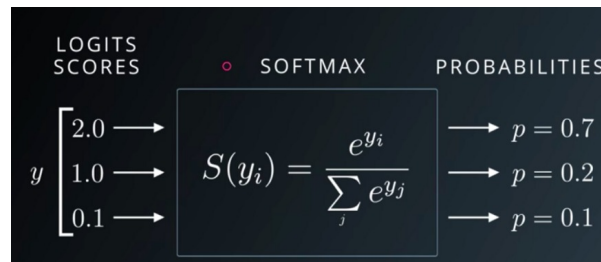 LOGITS
SCORES
SOFTMAX
PROBABILITIES
y
2.0
1.0
0.1
S(y_i) = e^{y_i} / \sum_j e^{y_j}
p = 0.7
p = 0.2
p = 0.1